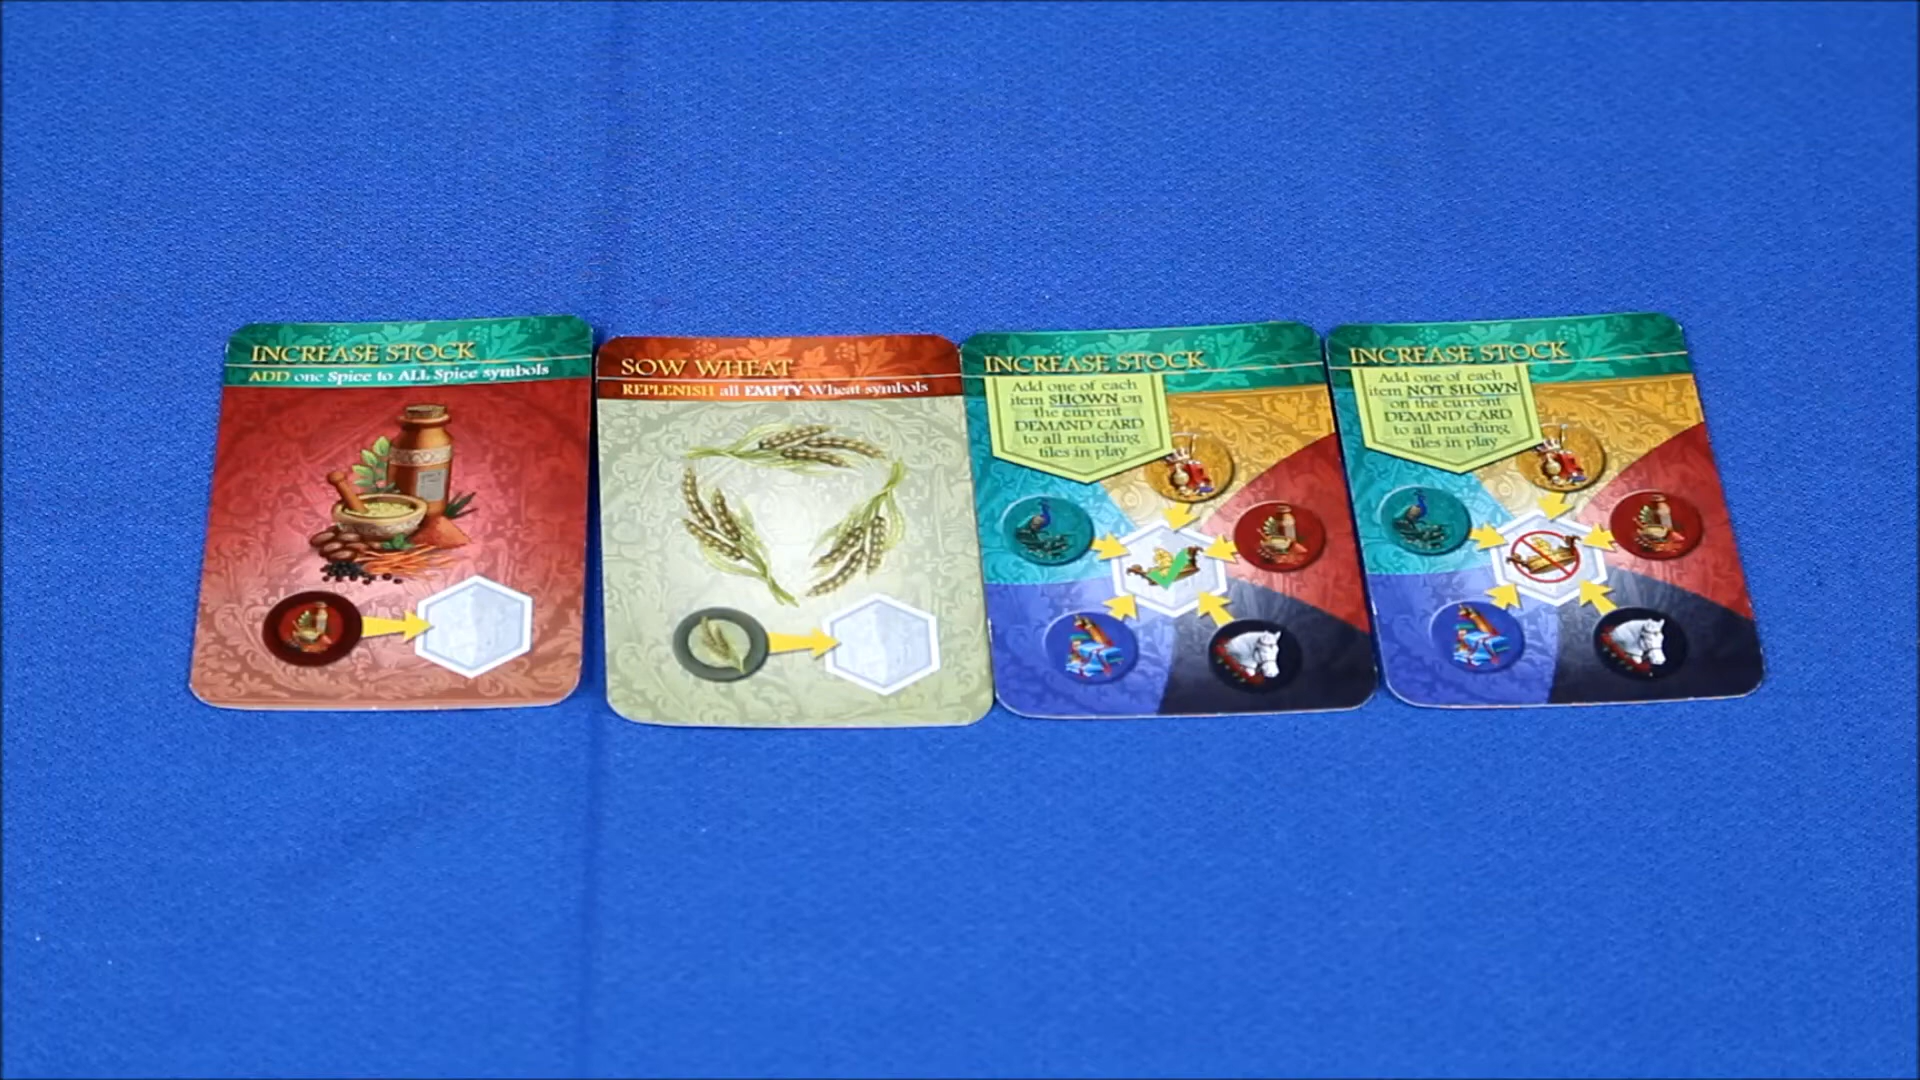 INCREASE STOCK
ADD one Spice to ALL Spice symbols
SOW WHEAT
REPLENISH all EMPTY Wheat symbols
INCREASE STOCK
Add one of each
item SHOWN on
the current
DEMAND CARD
to all matching
tiles in play
INCREASE STOCK
Add one of each
item NOT SHOWN
on the current
DEMAND CARD
to all matching
tiles in play